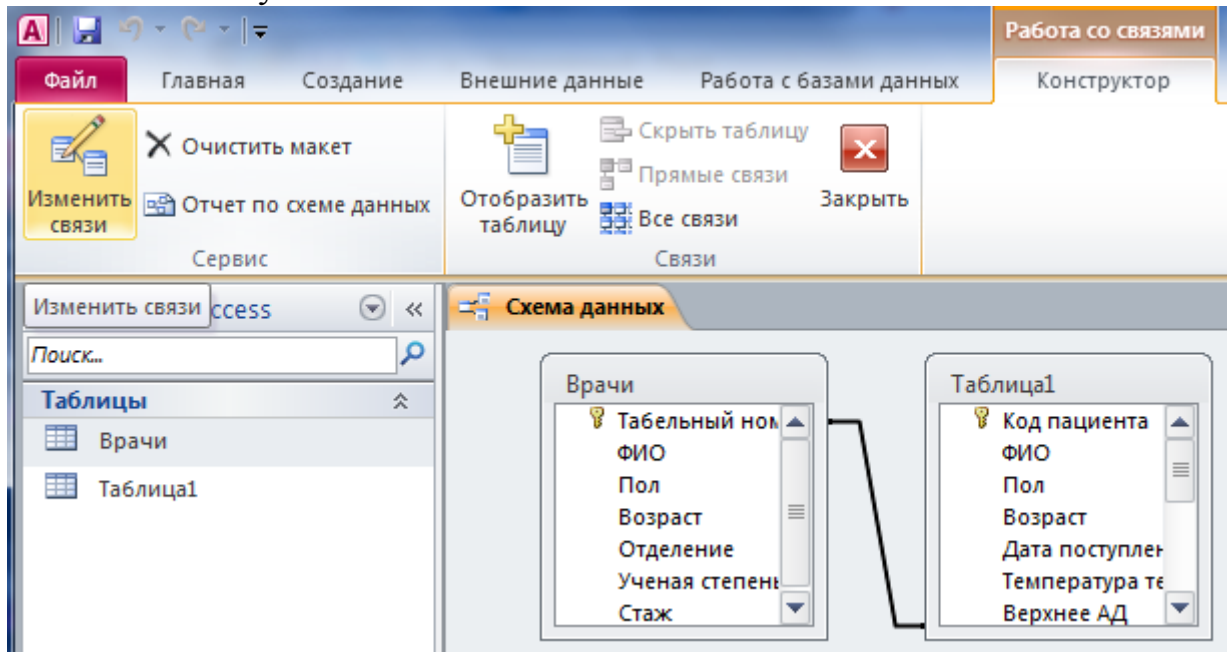 Работа со связями
Файл Главная Создание Внешние данные Работа с базами данных Конструктор
Изменить связи
Очистить макет
Отчет по схеме данных
Сервис
Отобразить таблицу
Скрыть таблицу
Прямые связи
Все связи
Закрыть
Связи
Изменить связи
ccess
Схема данных
Поиск...
Таблицы
Врачи
Таблица1
Врачи
Табельный ном
ФИО
Пол
Возраст
Отделение
Ученая степень
Стаж
Таблица1
Код пациента
ФИО
Пол
Возраст
Дата поступлен
Температура те
Верхнее АД